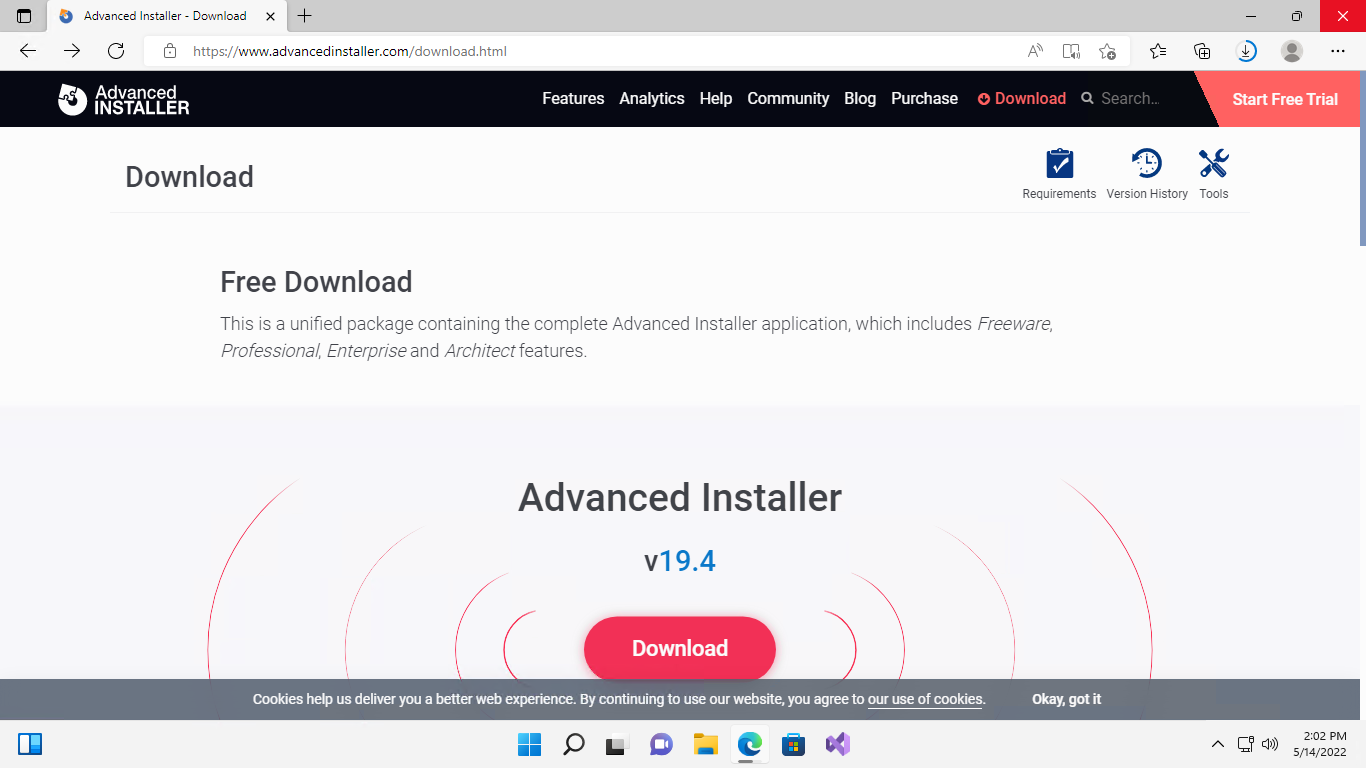 Advanced Installer - Download
https://www.advancedinstaller.com/download.html
Advanced
INSTALLER
Features Analytics Help Community Blog Purchase Download Search... Start Free Trial
Download
Requirements Version History Tools
Free Download
This is a unified package containing the complete Advanced Installer application, which includes Freeware,
Professional, Enterprise and Architect features.
Advanced Installer
v19.4
Download
Cookies help us deliver you a better web experience. By continuing to use our website, you agree to our use of cookies. Okay, got it
2:02 PM
5/14/2022